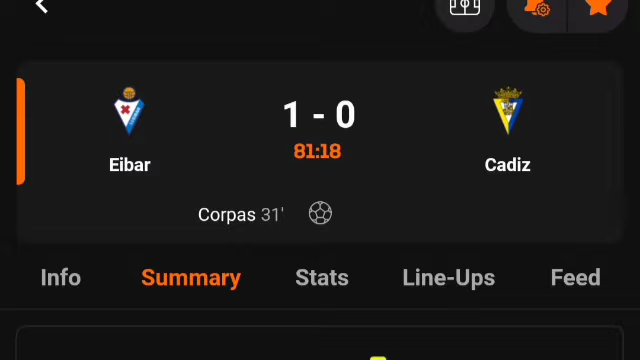 1 - 0
81:18
Eibar
Cadiz
Corpas 31'
Info Summary Stats Line-Ups Feed